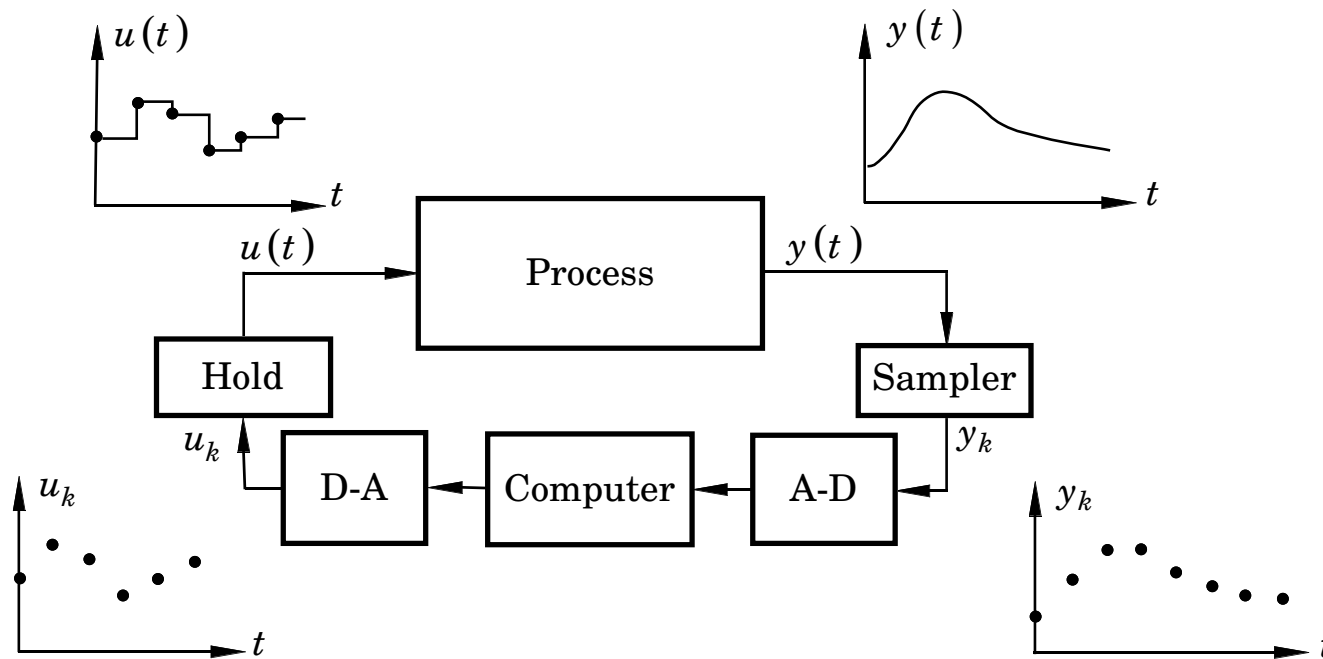 u(t)
y(t)
t
t
u(t)
Process
y(t)
Hold
Sampler
u_k
y_k
D-A
Computer
A-D
u_k
y_k
t
t